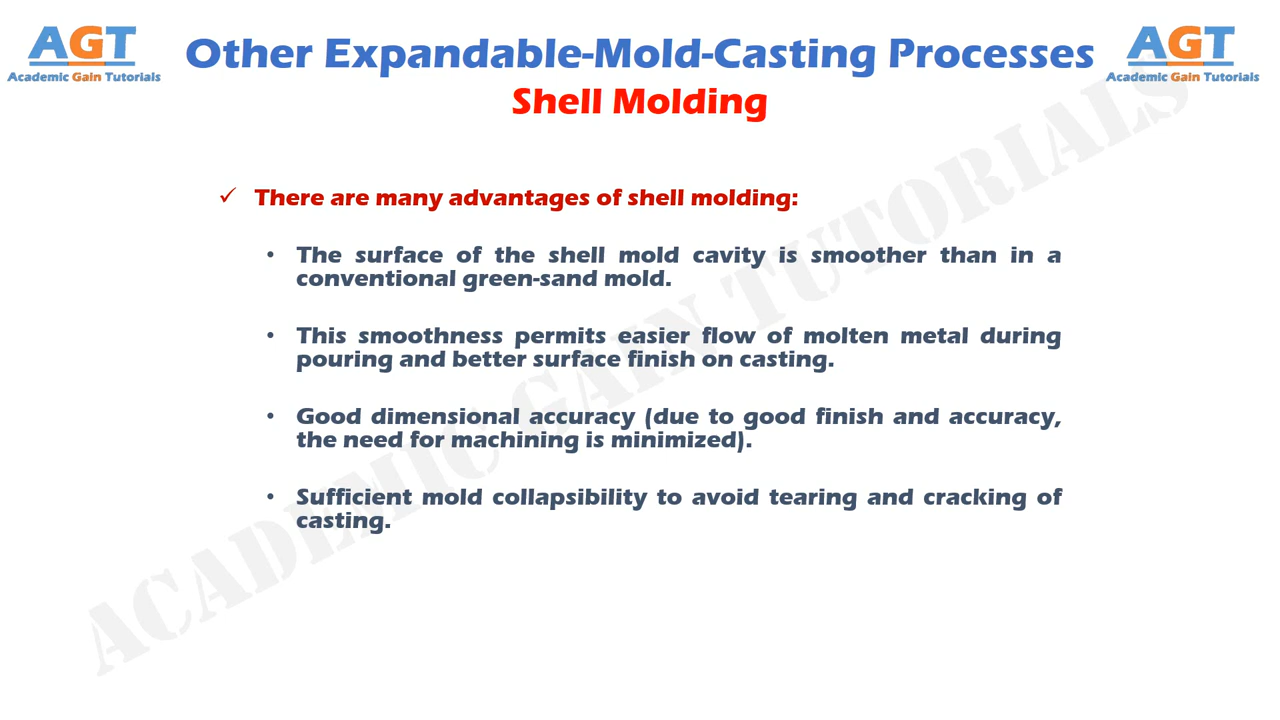 AGT
Academic Gain Tutorials
Other Expandable-Mold-Casting Processes
Shell Molding
AGT
Academic Gain Tutorials
✓ There are many advantages of shell molding:
• The surface of the shell mold cavity is smoother than in a
conventional green-sand mold.
• This smoothness permits easier flow of molten metal during
pouring and better surface finish on casting.
• Good dimensional accuracy (due to good finish and accuracy,
the need for machining is minimized).
• Sufficient mold collapsibility to avoid tearing and cracking of
casting.
ACADEMIC GAIN TUTORIALS